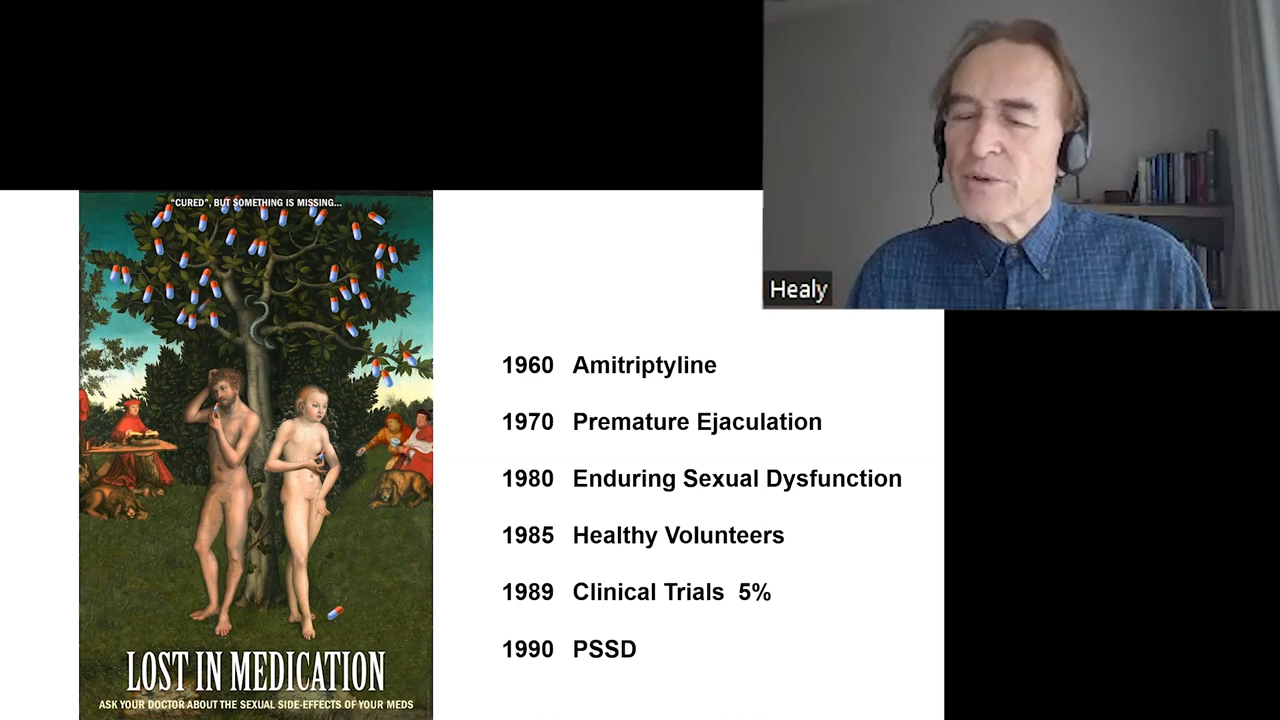 "CURED", BUT SOMETHING IS MISSING...
Healy
1960 Amitriptyline
1970 Premature Ejaculation
1980 Enduring Sexual Dysfunction
1985 Healthy Volunteers
1989 Clinical Trials 5%
1990 PSSD
LOST IN MEDICATION
ASK YOUR DOCTOR ABOUT THE SEXUAL SIDE-EFFECTS OF YOUR MEDS